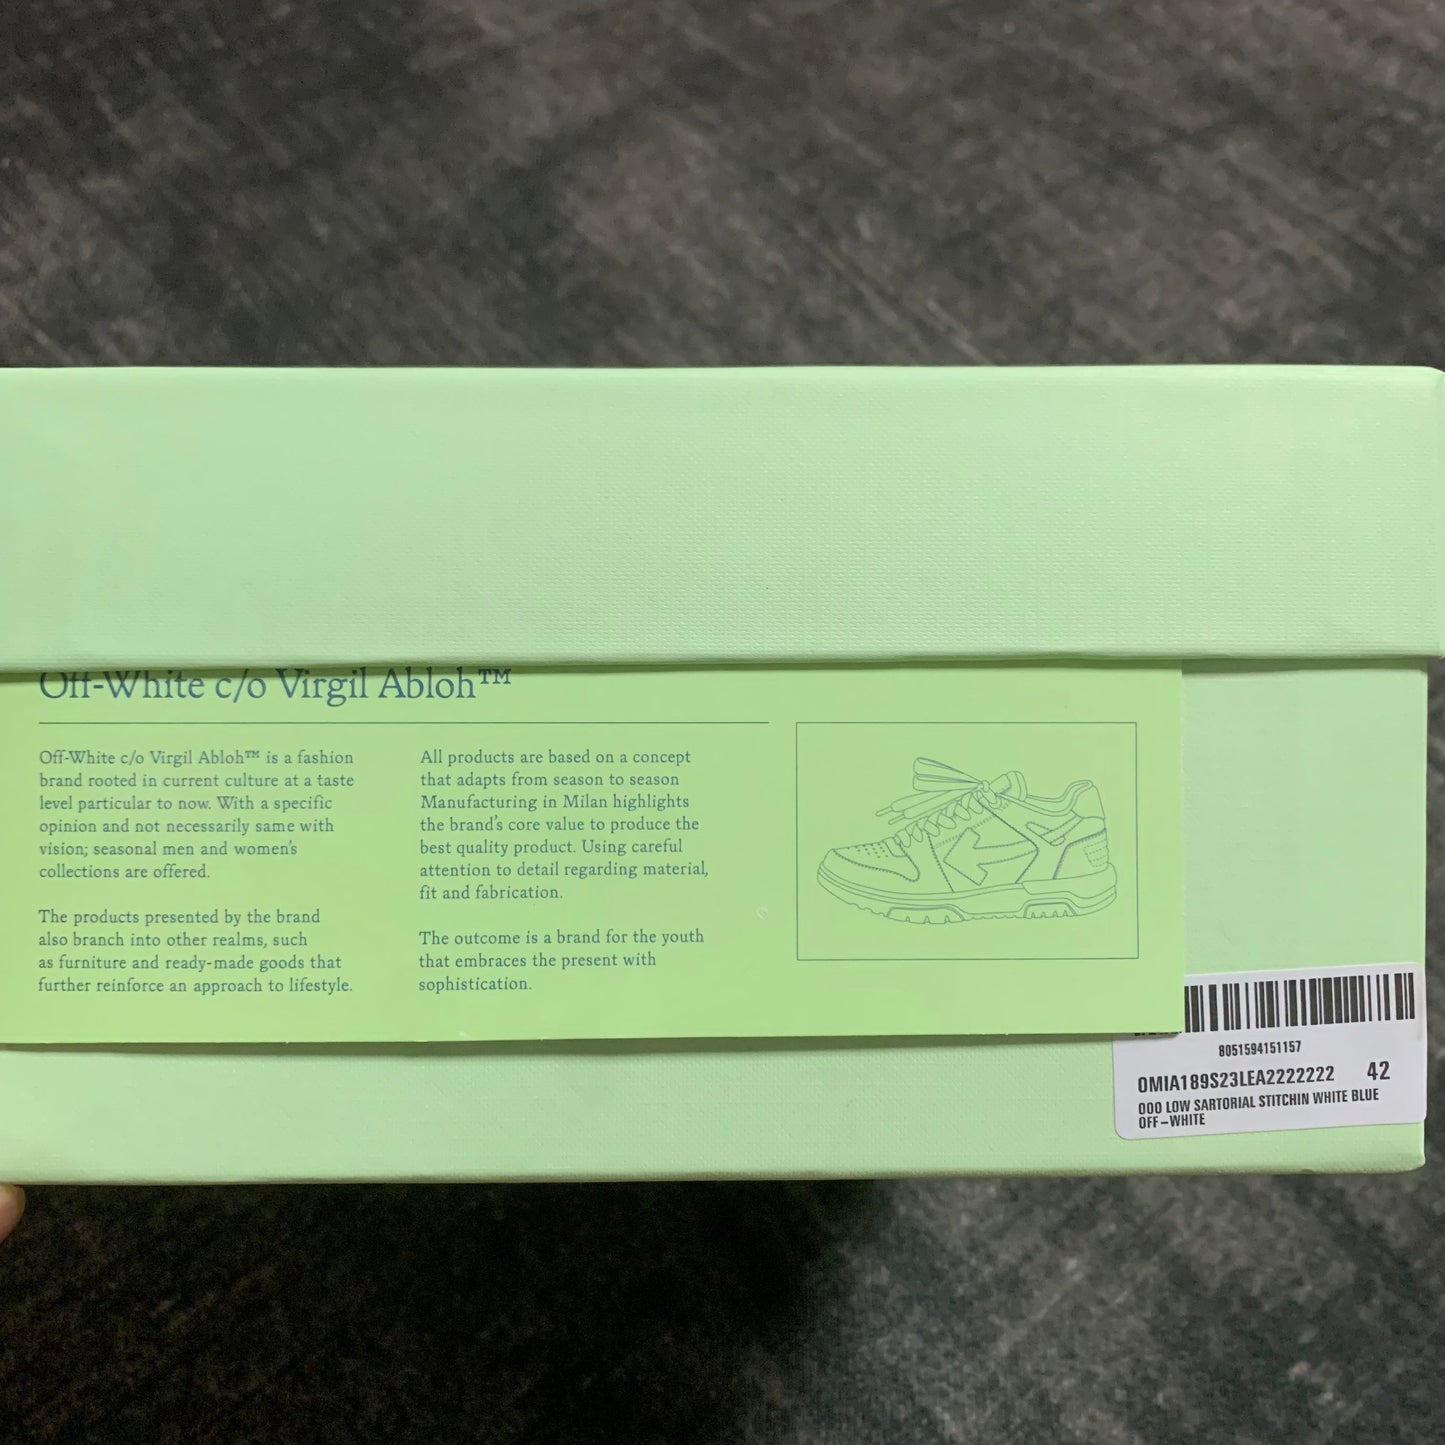 Off-White c/o Virgil Abloh™
Off-White c/o Virgil Abloh™ is a fashion
brand rooted in current culture at a taste
level particular to now. With a specific
opinion and not necessarily same with
vision; seasonal men and women's
collections are offered.
The products presented by the brand
also branch into other realms, such
as furniture and ready-made goods that
further reinforce an approach to lifestyle.
All products are based on a concept
that adapts from season to season
Manufacturing in Milan highlights
the brand's core value to produce the
best quality product. Using careful
attention to detail regarding material,
fit and fabrication.
The outcome is a brand for the youth
that embraces the present with
sophistication.
8051594151157
OMIA189S23LEA2222222 42
OOO LOW SARTORIAL STITCHIN WHITE BLUE
OFF-WHITE